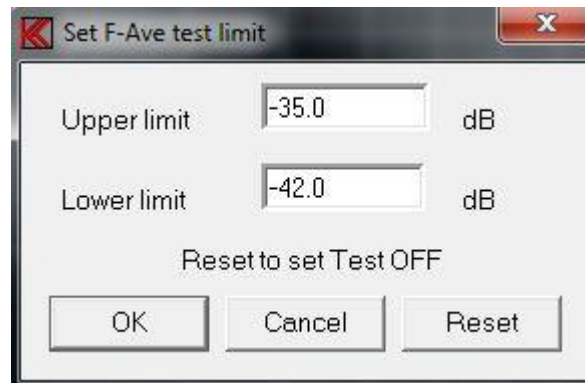 Set F-Ave test limit
Upper limit -35.0 dB
Lower limit -42.0 dB
Reset to set Test OFF
OK Cancel Reset